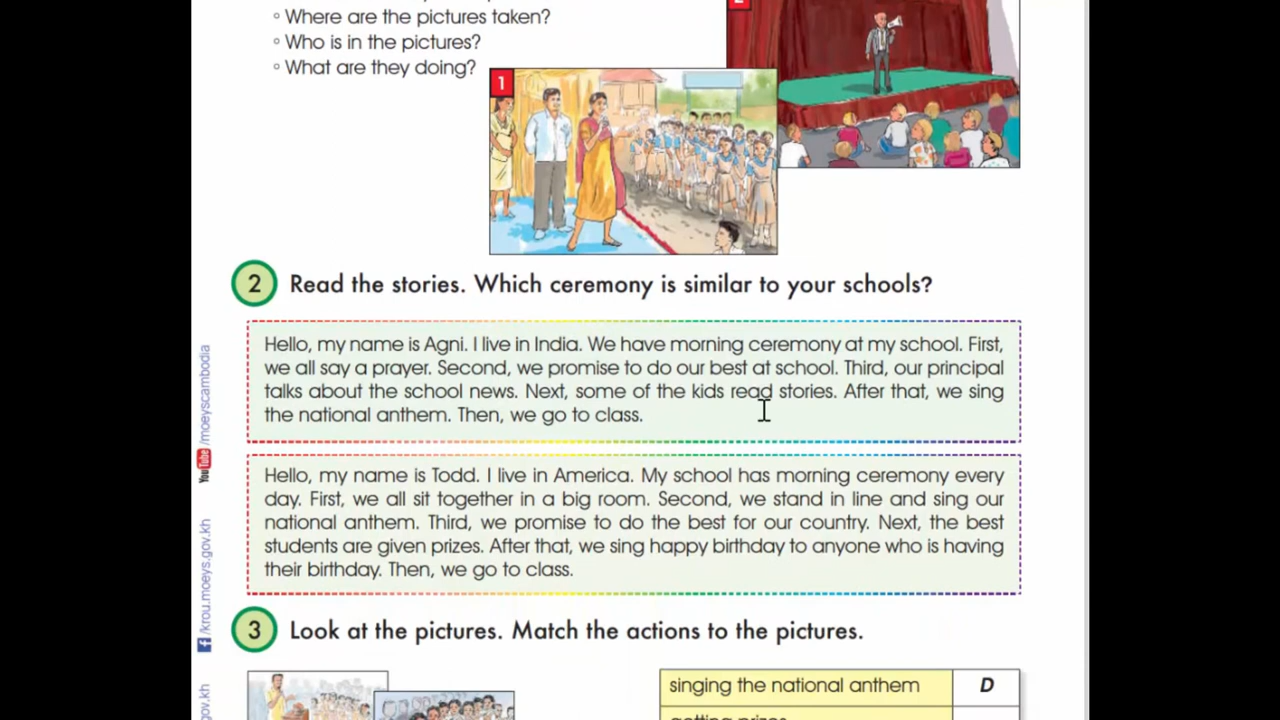 ◦ Where are the pictures taken?
◦ Who is in the pictures?
◦ What are they doing?
1
2 Read the stories. Which ceremony is similar to your schools?
Hello, my name is Agni. I live in India. We have morning ceremony at my school. First,
we all say a prayer. Second, we promise to do our best at school. Third, our principal
talks about the school news. Next, some of the kids read stories. After that, we sing
the national anthem. Then, we go to class.
Hello, my name is Todd. I live in America. My school has morning ceremony every
day. First, we all sit together in a big room. Second, we stand in line and sing our
national anthem. Third, we promise to do the best for our country. Next, the best
students are given prizes. After that, we sing happy birthday to anyone who is having
their birthday. Then, we go to class.
3 Look at the pictures. Match the actions to the pictures.
singing the national anthem D
YouTube /moeyscambodia
f /krou.moeys.gov.kh
gov.kh